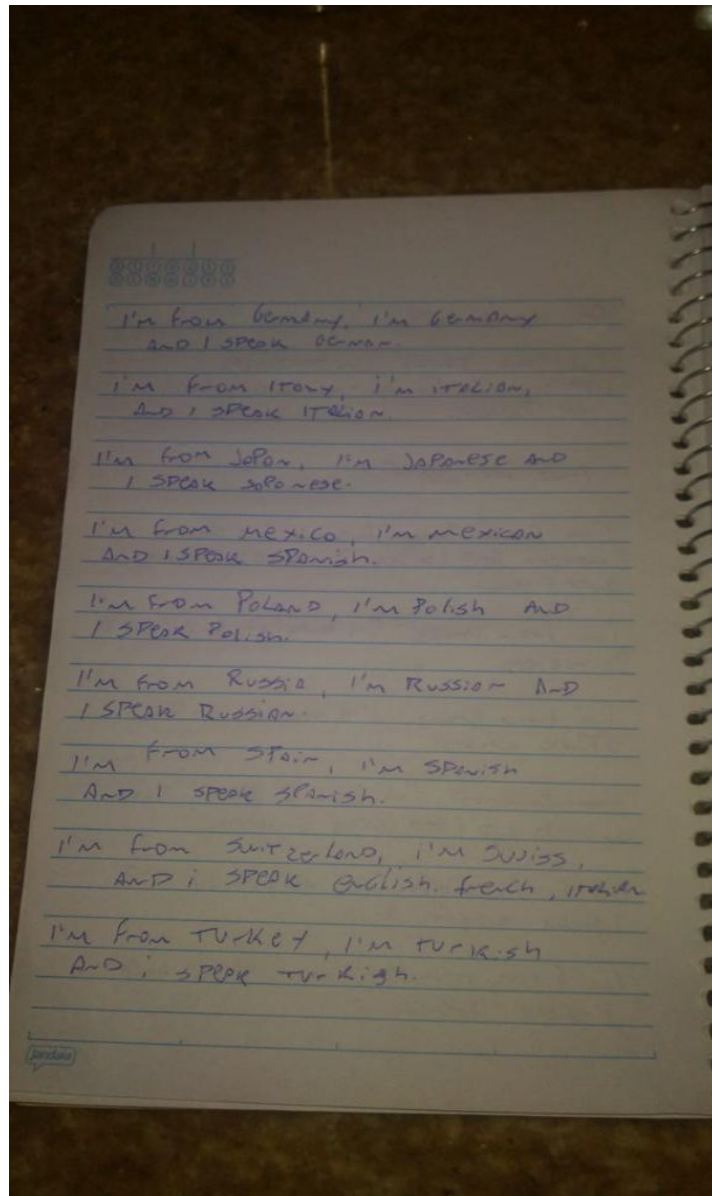 I'm from Germany, I'm Germany
AND I SPEAK German.
I'm from ITALY, i'm iTALian,
AND I SPEAK ITALian.
I'm from JAPAN, I'm JAPANESE AND
I SPEAK JAPANESE.
I'm from MEXICO, I'm MEXICAN
AND I SPEAK SPANish.
I'm from POLAND, I'm Polish AND
I SPEAK Polish.
I'm from RUSSIA, I'm RUSSIAN AND
I SPEAK RUSSIAN.
I'm from SPAin, I'm SPANish
AND I SPEAK SPANish.
I'm from Switzerland, i'm Swiss,
AND i SPEAK English, french, italian
I'm from TURKEY, I'm TURKish
AND i SPEAK TURKish.
jandaia